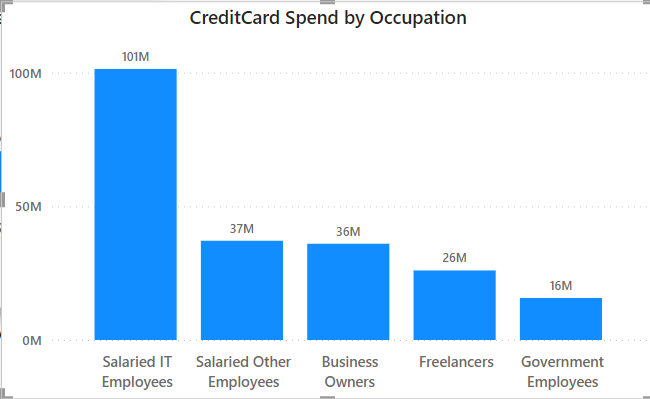 CreditCard Spend by Occupation
101M
100M
50M
37M
36M
26M
16M
0M
Salaried IT
Employees
Salaried Other
Employees
Business
Owners
Freelancers
Government
Employees